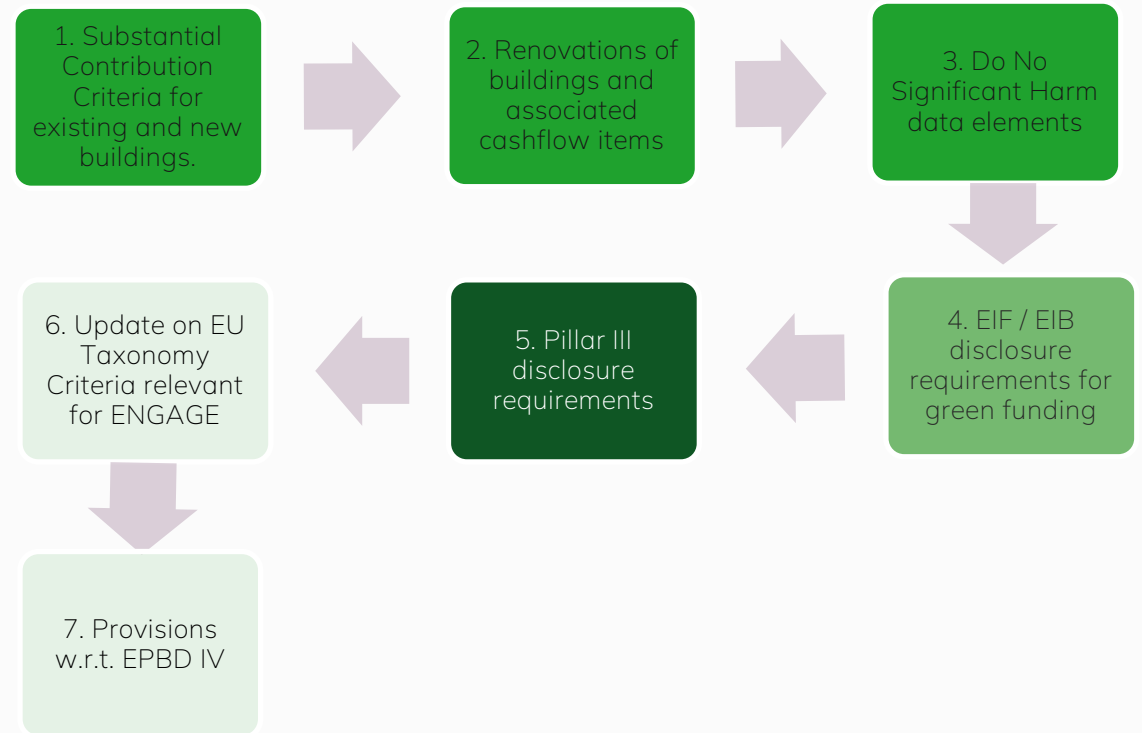 1. Substantial
Contribution
Criteria for
existing and new
buildings.
2. Renovations of
buildings and
associated
cashflow items
3. Do No
Significant Harm
data elements
4. EIF / EIB
disclosure
requirements for
green funding
5. Pillar III
disclosure
requirements
6. Update on EU
Taxonomy
Criteria relevant
for ENGAGE
7. Provisions
w.r.t. EPBD IV